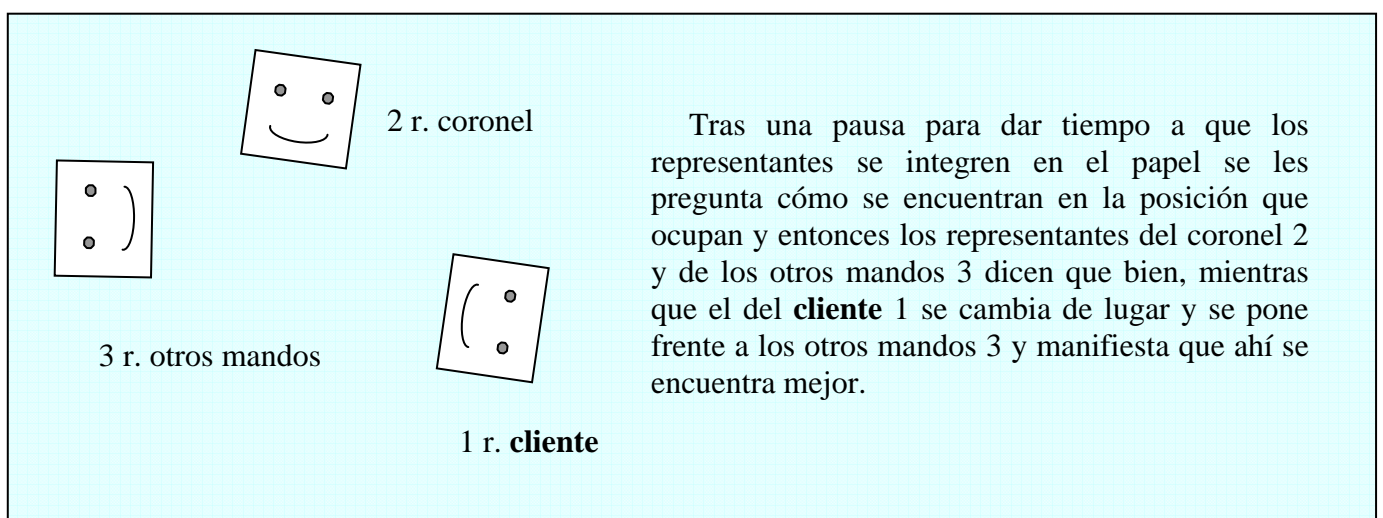 2 r. coronel
3 r. otros mandos
1 r. cliente
Tras una pausa para dar tiempo a que los
representantes se integren en el papel se les
pregunta cómo se encuentran en la posición que
ocupan y entonces los representantes del coronel 2
y de los otros mandos 3 dicen que bien, mientras
que el del cliente 1 se cambia de lugar y se pone
frente a los otros mandos 3 y manifiesta que ahí se
encuentra mejor.